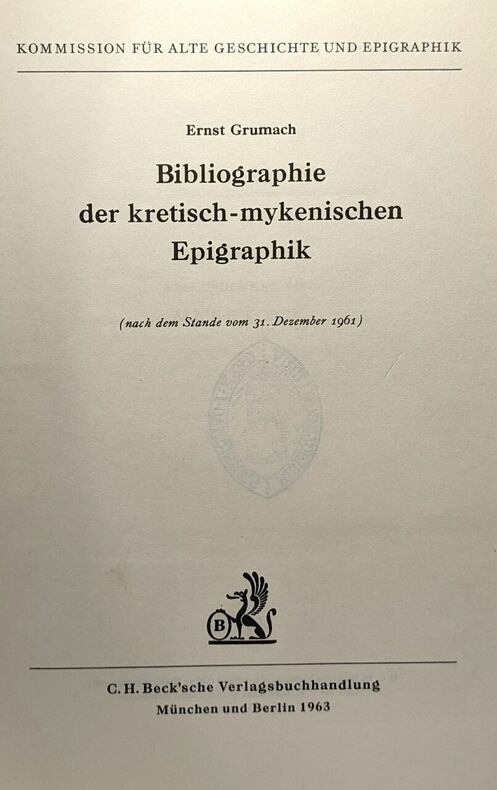 KOMMISSION FÜR ALTE GESCHICHTE UND EPIGRAPHIK
Ernst Grumach
Bibliographie
der kretisch-mykenischen
Epigraphik
(nach dem Stande vom 31. Dezember 1961)
B
C. H. Beck'sche Verlagsbuchhandlung
München und Berlin 1963